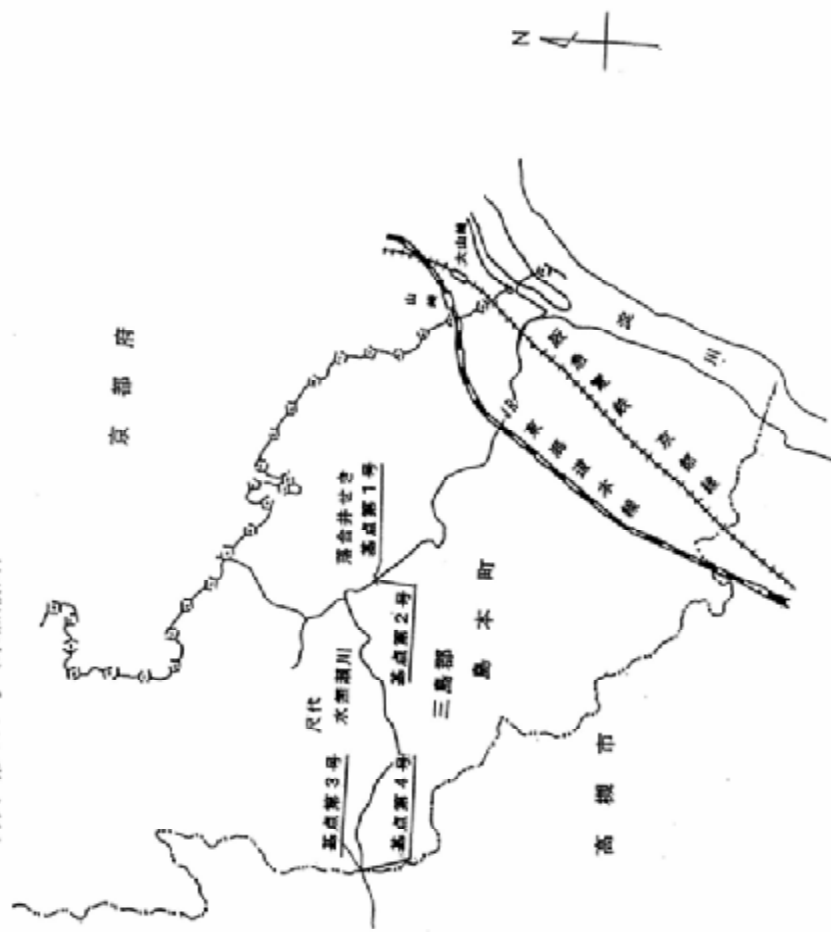 N
京都府
山崎
大山崎
淀川
阪急電鉄 京都線
東海道本線
落合井せき
基点第1号
基点第2号
三島郡
島本町
尺代
水無瀬川
基点第3号
基点第4号
高槻市